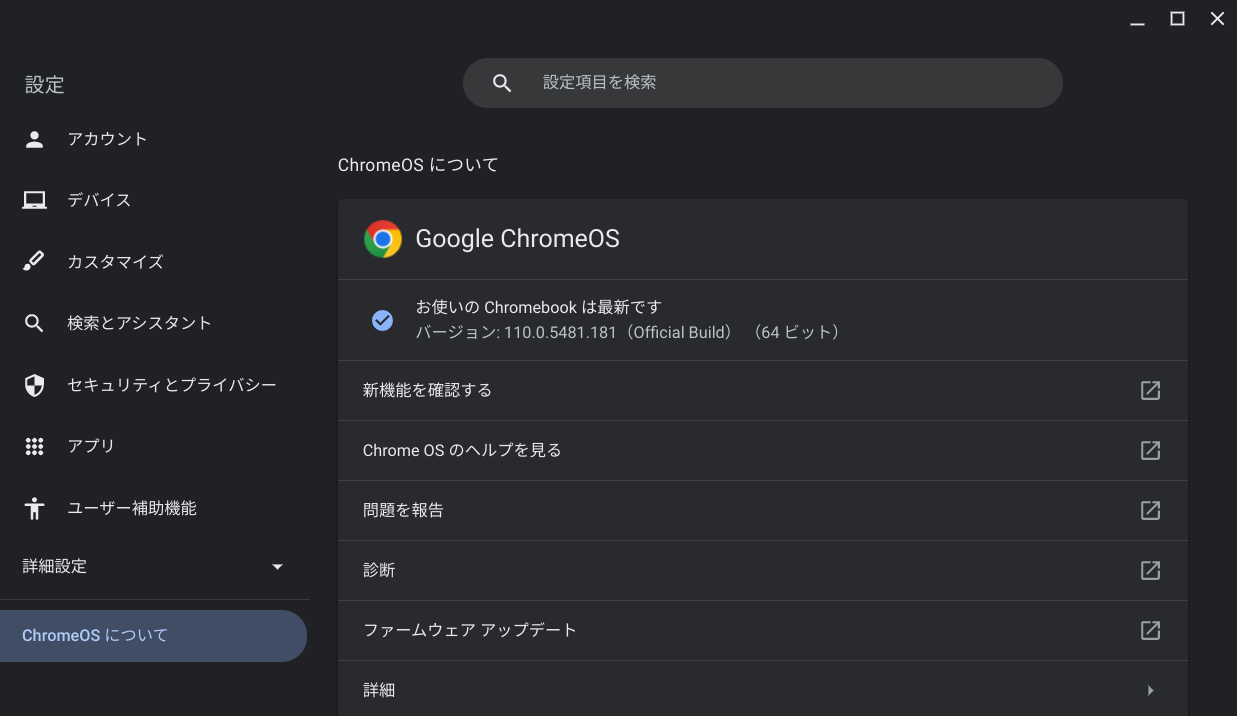 設定
設定項目を検索
アカウント
デバイス
カスタマイズ
検索とアシスタント
セキュリティとプライバシー
アプリ
ユーザー補助機能
詳細設定
ChromeOS について
ChromeOS について
Google ChromeOS
お使いの Chromebook は最新です
バージョン: 110.0.5481.181（Official Build） （64 ビット）
新機能を確認する
Chrome OS のヘルプを見る
問題を報告
診断
ファームウェア アップデート
詳細